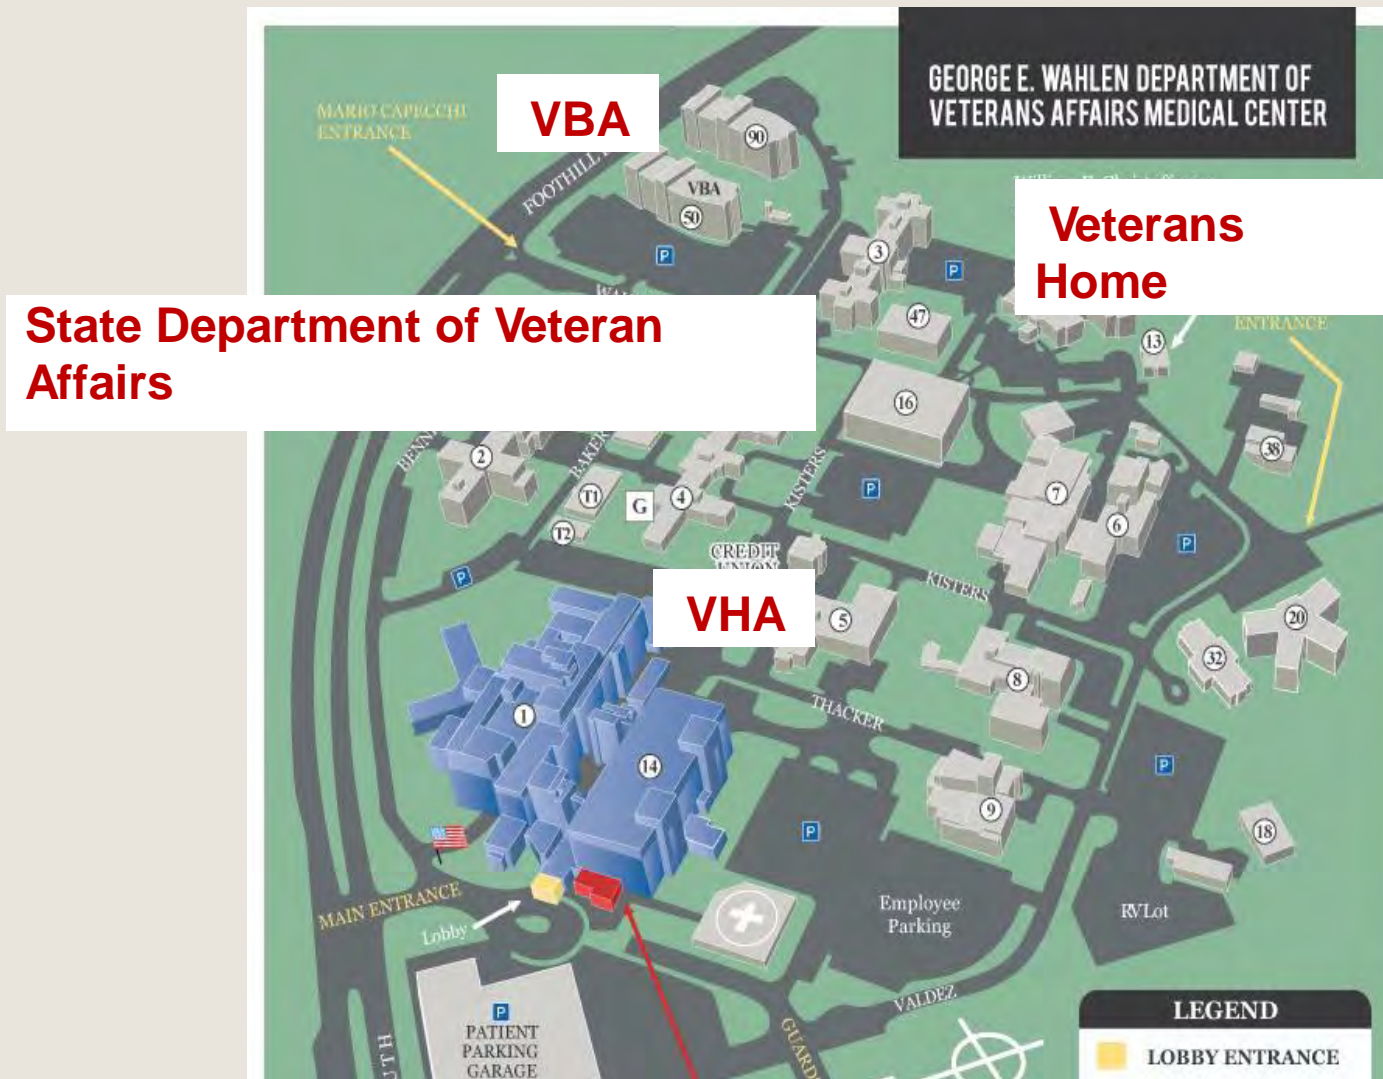 GEORGE E. WAHLEN DEPARTMENT OF
VETERANS AFFAIRS MEDICAL CENTER
MARIO CAPECCHI
ENTRANCE
VBA
90
FOOTHILL
VBA
50
P
3
P
Veterans
Home
State Department of Veteran
Affairs
47
13
ENTRANCE
16
2
BAKER
KISTERS
38
T1
G
4
P
7
6
T2
CREDIT
UNION
P
P
KISTERS
VHA
5
20
32
8
1
THACKER
14
P
9
P
18
MAIN ENTRANCE
Lobby
Employee
Parking
RV Lot
VALDEZ
P
PATIENT
PARKING
GARAGE
LEGEND
LOBBY ENTRANCE